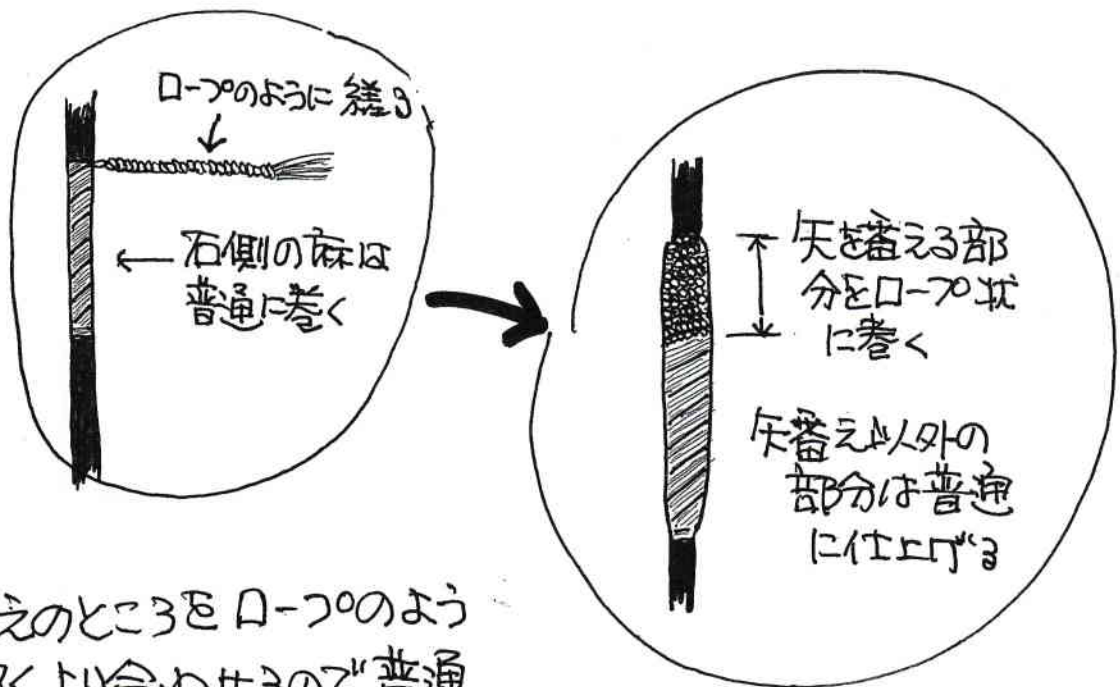 ロープのように縒る
右側の麻は
普通に巻く
矢を番える部
分をロープ状
に巻く
矢番え以外の
部分は普通
に仕上げる
えのところをロープのよう
より合わせるので普通